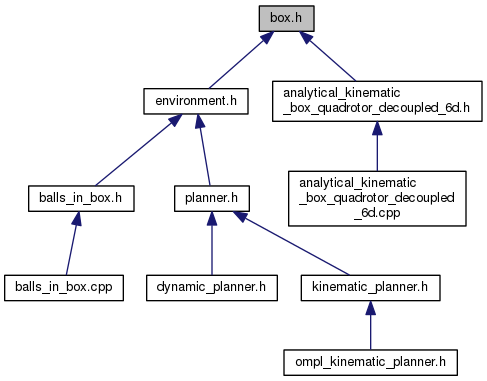 box.h
environment.h
analytical_kinematic
_box_quadrotor_decoupled_6d.h
balls_in_box.h
planner.h
analytical_kinematic
_box_quadrotor_decoupled
_6d.cpp
balls_in_box.cpp
dynamic_planner.h
kinematic_planner.h
ompl_kinematic_planner.h